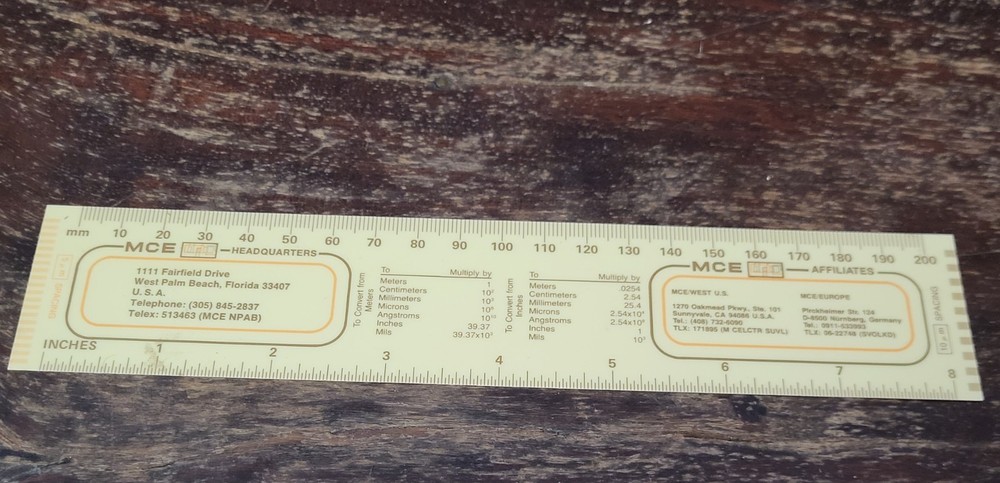 mm 10 20 30 40 50 60 70 80 90 100 110 120 130 140 150 160 170 180 190 200
MCE HEADQUARTERS
1111 Fairfield Drive
West Palm Beach, Florida 33407
U.S.A.
Telephone: (305) 845-2837
Telex: 513463 (MCE NPAB)
To Convert from
Meters
To Multiply by
Meters 1
Centimeters 10²
Millimeters 10³
Microns 10⁶
Angstroms 10¹⁰
Inches 39.37
Mils 39.37x10³
To Convert from
Inches
To Multiply by
Meters .0254
Centimeters 2.54
Millimeters 25.4
Microns 2.54x10⁴
Angstroms 2.54x10⁸
Inches 1
Mils 10³
MCE AFFILIATES
MCE/WEST U.S.
1270 Oakmead Pkwy, Ste. 101
Sunnyvale, CA 94086 U.S.A.
Tel.: (408) 732-6090
TLX: 171895 (M CELCTR SUVL)
MCE/EUROPE
Pirckheimer Str. 124
D-8500 Nürnberg, Germany
Tel.: 0911-533993
TLX: 06-22748 (SVOLKD)
SPACING
SPACING
INCHES 1 2 3 4 5 6 7 8